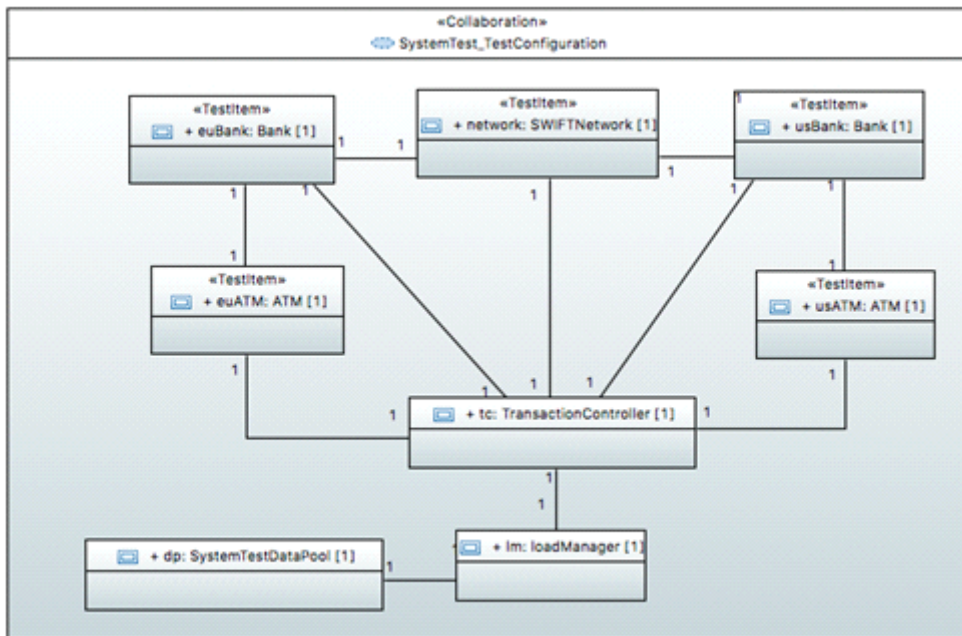 «Collaboration»
SystemTest_TestConfiguration
«TestItem»
+ euBank: Bank [1]
«TestItem»
+ network: SWIFTNetwork [1]
1
«TestItem»
+ usBank: Bank [1]
1
1
1
1
1
1
1
1
1
1
«TestItem»
+ euATM: ATM [1]
«TestItem»
+ usATM: ATM [1]
1
1
1
1
1
1
1
+ tc: TransactionController [1]
1
1
+ lm: loadManager [1]
+ dp: SystemTestDataPool [1]
1